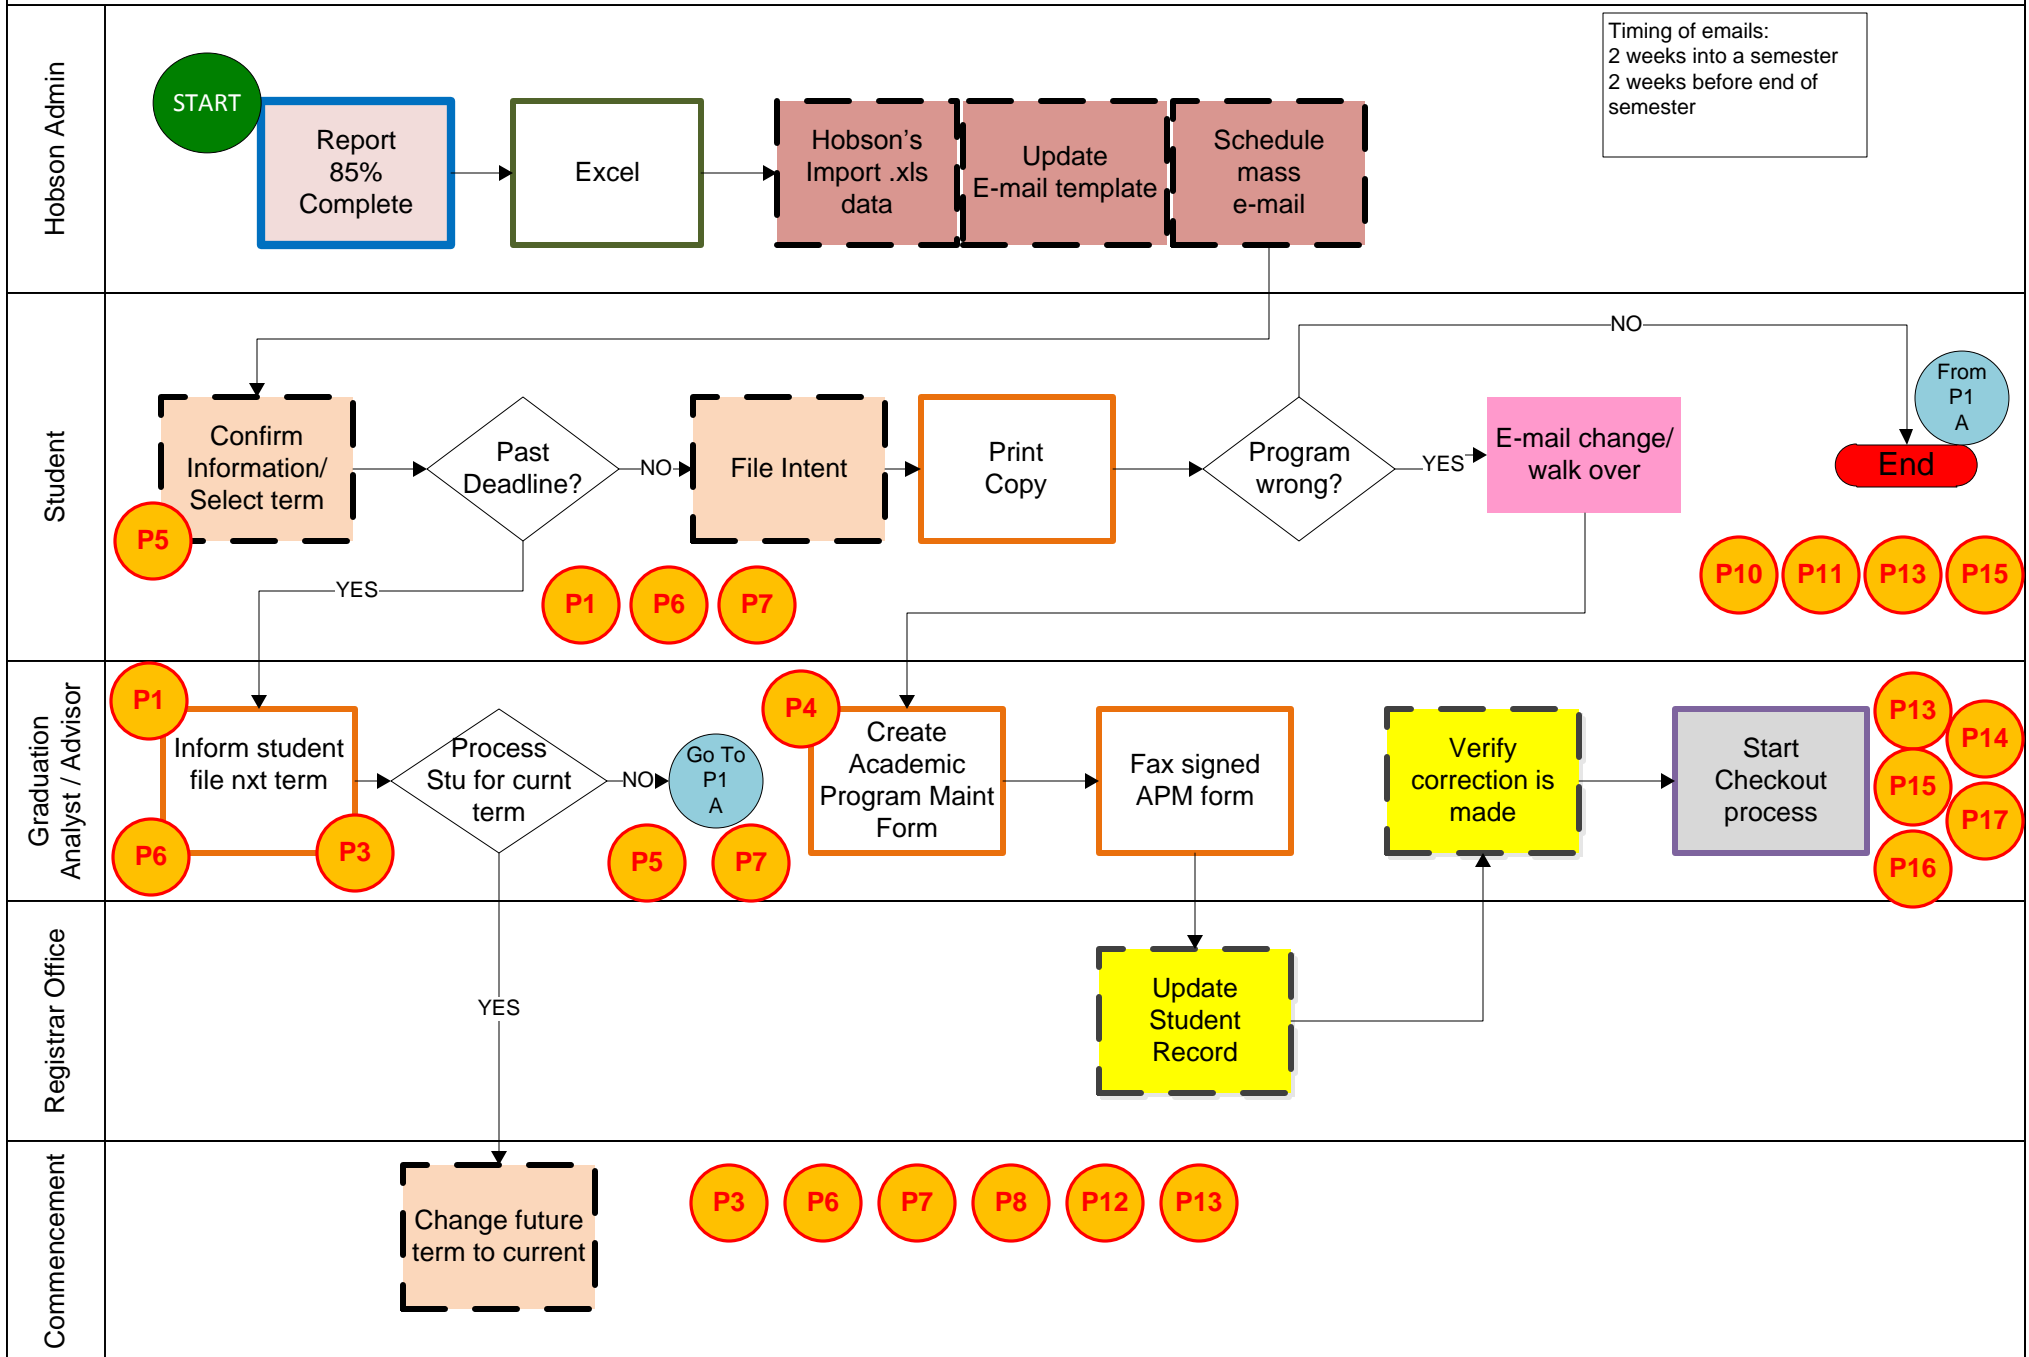 Hobson Admin
START
Report
85%
Complete
Excel
Hobson's
Import .xls
data
Update
E-mail template
Schedule
mass
e-mail
Timing of emails:
2 weeks into a semester
2 weeks before end of
semester
Student
Confirm
Information/
Select term
P5
Past
Deadline?
NO
YES
File Intent
Print
Copy
Program
wrong?
NO
YES
E-mail change/
walk over
From
P1
A
End
P1
P6
P7
P10
P11
P13
P15
Graduation
Analyst / Advisor
P1
Inform student
file nxt term
P6
P3
Process
Stu for curnt
term
NO
Go To
P1
A
P5
P7
P4
Create
Academic
Program Maint
Form
Fax signed
APM form
Verify
correction is
made
Start
Checkout
process
P13
P14
P15
P17
P16
Registrar Office
YES
Update
Student
Record
Commencement
Change future
term to current
P3
P6
P7
P8
P12
P13